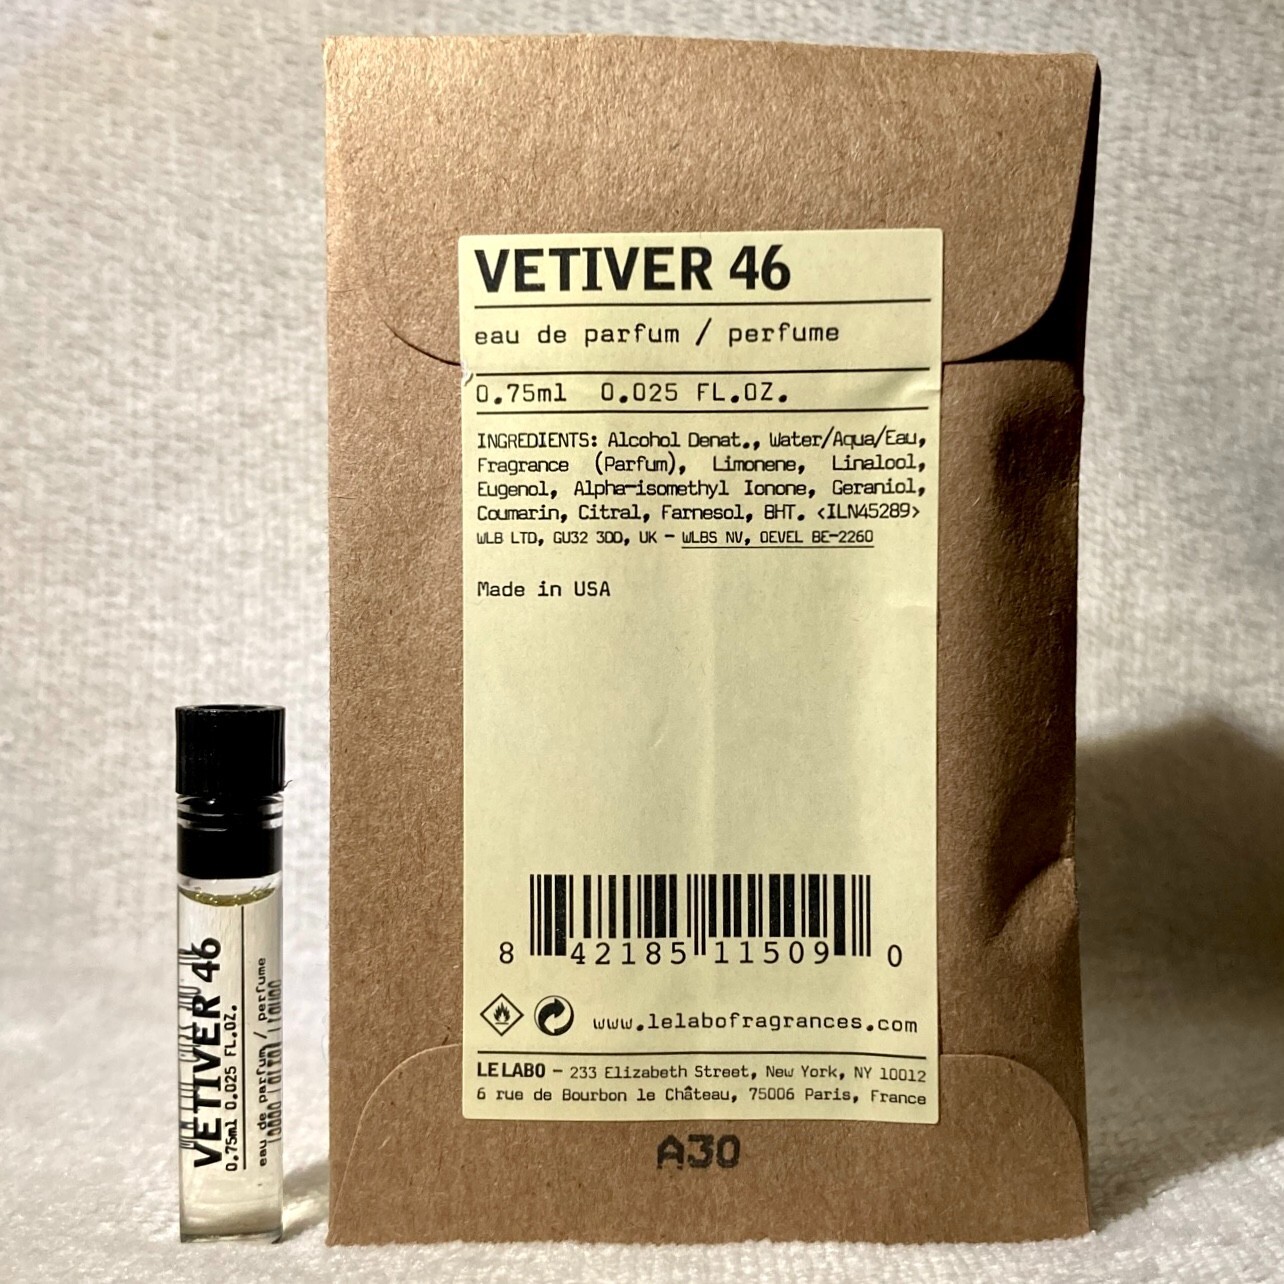 VETIVER 46
eau de parfum / perfume
0.75ml 0.025 FL.OZ.
INGREDIENTS: Alcohol Denat., Water/Aqua/Eau,
Fragrance (Parfum), Limonene, Linalool,
Eugenol, Alpha-isomethyl Ionone, Geraniol,
Coumarin, Citral, Farnesol, BHT. <ILN45289>
WLB LTD, GU32 3DD, UK - WLBS NV, OEVEL BE-2260
Made in USA
8 42185 11509 0
www.lelabofragrances.com
LE LABO - 233 Elizabeth Street, New York, NY 10012
6 rue de Bourbon le Château, 75006 Paris, France
A30
VETIVER 46
0.75ml 0.025 FL.OZ.
eau de parfum / perfume